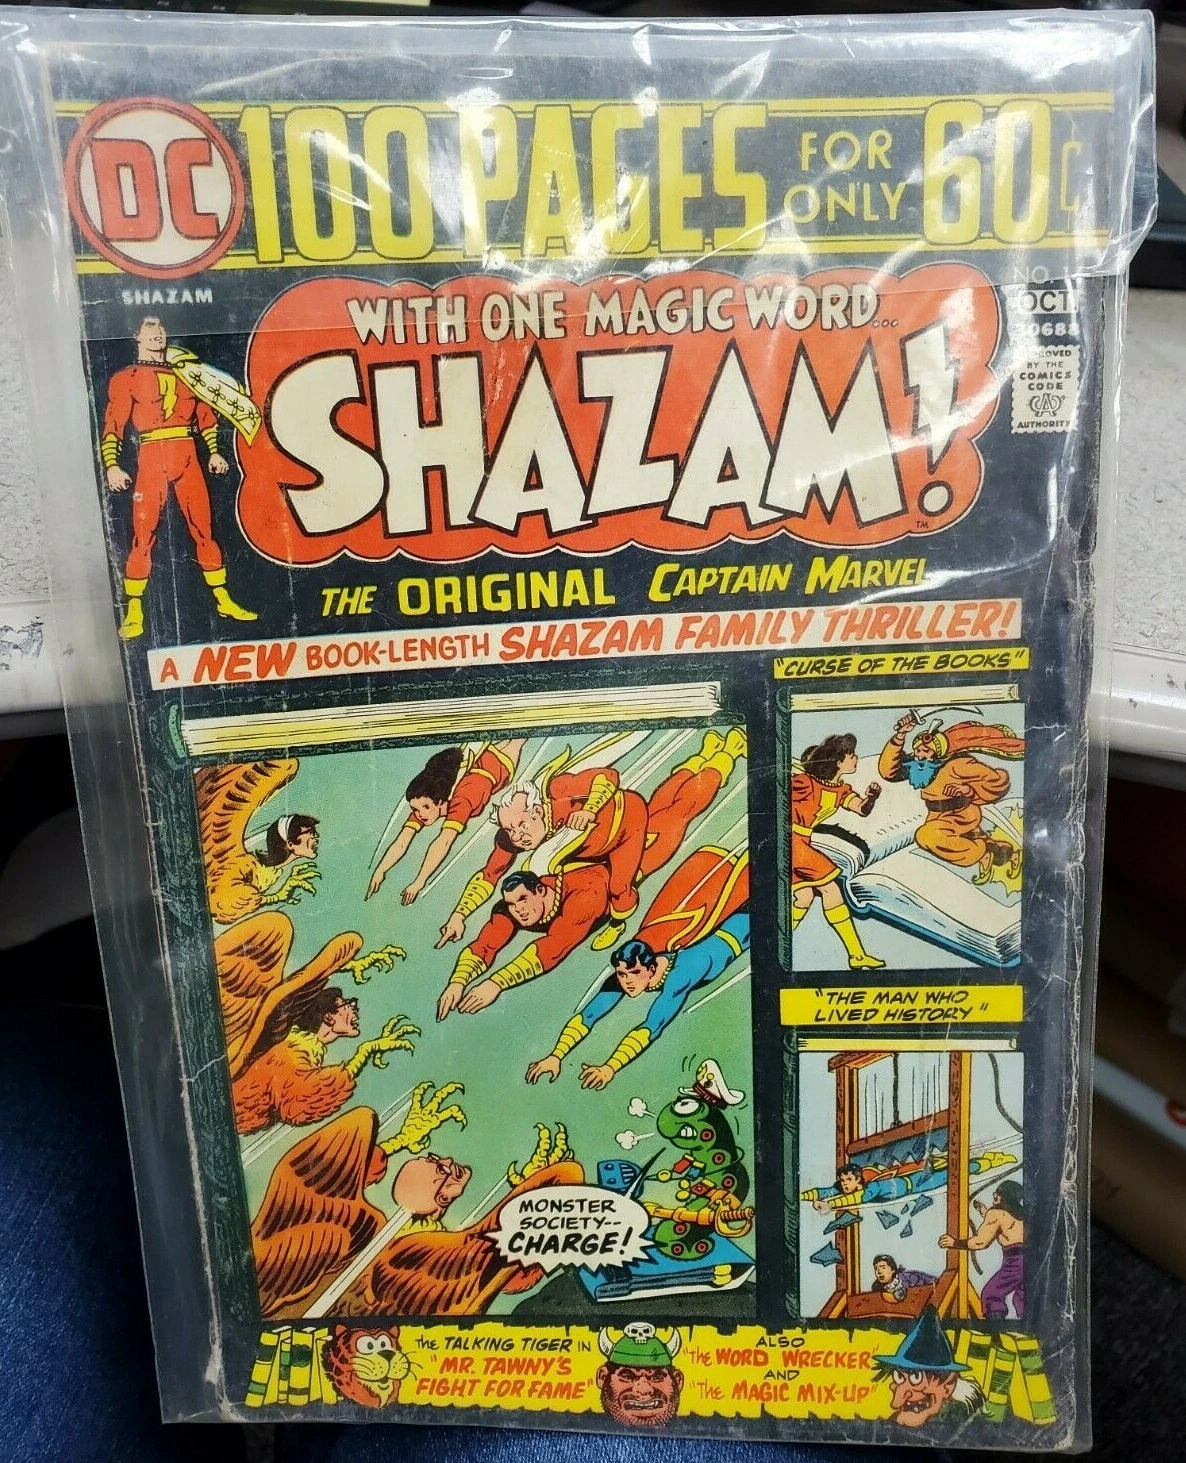 DC
100 PAGES FOR ONLY 60¢
SHAZAM
NO.
OCT.
30688
APPROVED
BY THE
COMICS
CODE
CA
AUTHORITY
WITH ONE MAGIC WORD...
SHAZAM!
TM
THE ORIGINAL CAPTAIN MARVEL
A NEW BOOK-LENGTH SHAZAM FAMILY THRILLER!
"CURSE OF THE BOOKS"
"THE MAN WHO
LIVED HISTORY"
MONSTER
SOCIETY--
CHARGE!
THE TALKING TIGER IN
"MR. TAWNY'S
FIGHT FOR FAME"
ALSO
"The WORD WRECKER"
AND
"The MAGIC MIX-UP"